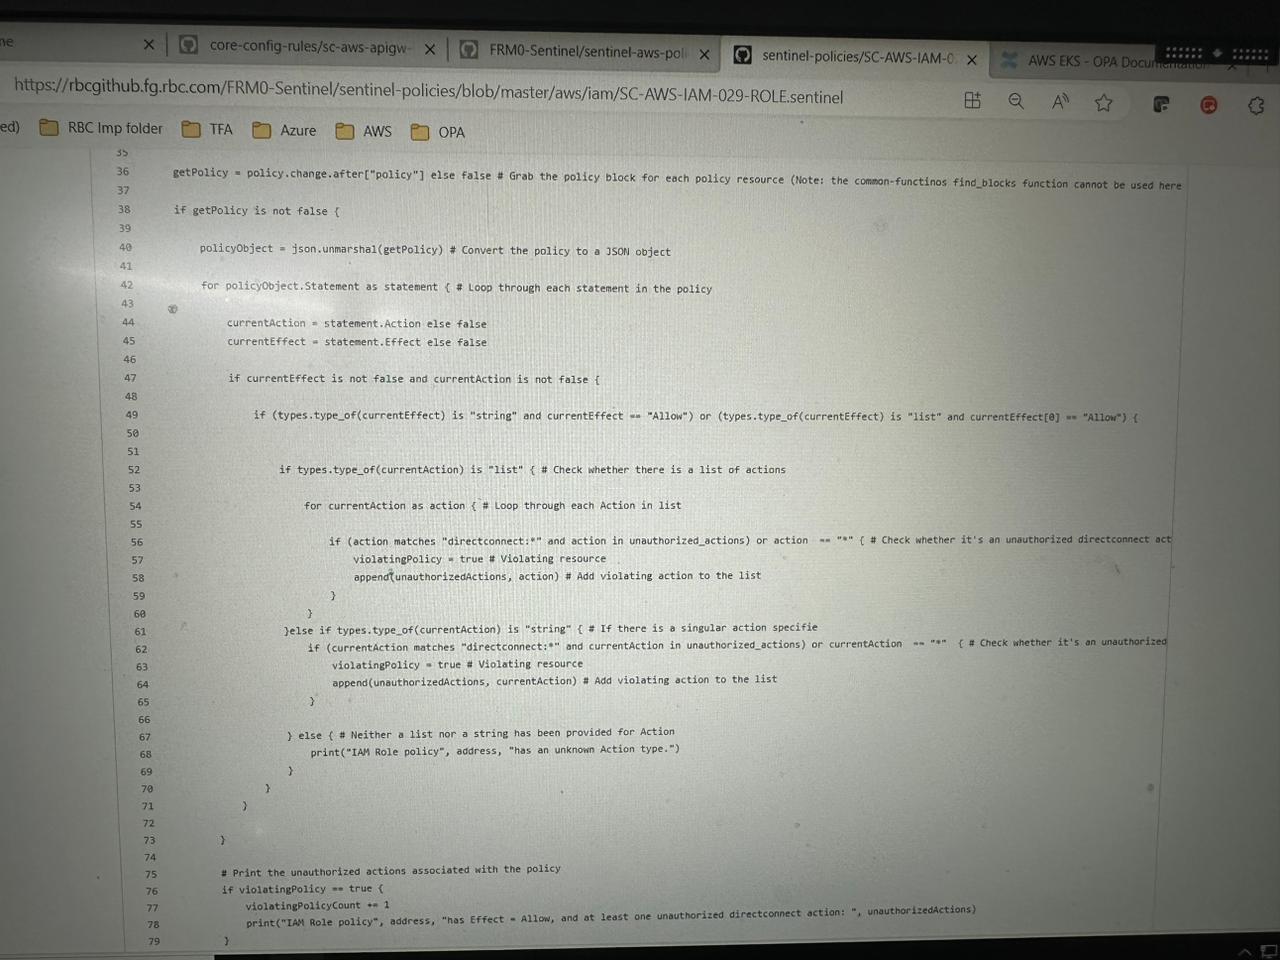 ne
core-config-rules/sc-aws-apigw-
FRM0-Sentinel/sentinel-aws-poli
sentinel-policies/SC-AWS-IAM-0
AWS EKS - OPA Documentation
https://rbcgithub.fg.rbc.com/FRM0-Sentinel/sentinel-policies/blob/master/aws/iam/SC-AWS-IAM-029-ROLE.sentinel
ed)
RBC Imp folder
TFA
Azure
AWS
OPA
35
36 getPolicy = policy.change.after["policy"] else false # Grab the policy block for each policy resource (Note: the common-functinos find_blocks function cannot be used here
37
38 if getPolicy is not false {
39
40 policyObject = json.unmarshal(getPolicy) # Convert the policy to a JSON object
41
42 for policyObject.Statement as statement { # Loop through each statement in the policy
43
44 currentAction = statement.Action else false
45 currentEffect = statement.Effect else false
46
47 if currentEffect is not false and currentAction is not false {
48
49 if (types.type_of(currentEffect) is "string" and currentEffect == "Allow") or (types.type_of(currentEffect) is "list" and currentEffect[0] == "Allow") {
50
51
52 if types.type_of(currentAction) is "list" { # Check whether there is a list of actions
53
54 for currentAction as action { # Loop through each Action in list
55
56 if (action matches "directconnect:*" and action in unauthorized_actions) or action == "*" { # Check whether it's an unauthorized directconnect act
57 violatingPolicy = true # Violating resource
58 append(unauthorizedActions, action) # Add violating action to the list
59 }
60 }
61 }else if types.type_of(currentAction) is "string" { # If there is a singular action specifie
62 if (currentAction matches "directconnect:*" and currentAction in unauthorized_actions) or currentAction == "*" { # Check whether it's an unauthorized
63 violatingPolicy = true # Violating resource
64 append(unauthorizedActions, currentAction) # Add violating action to the list
65 }
66
67 } else { # Neither a list nor a string has been provided for Action
68 print("IAM Role policy", address, "has an unknown Action type.")
69 }
70 }
71 }
72
73 }
74
75 # Print the unauthorized actions associated with the policy
76 if violatingPolicy == true {
77 violatingPolicyCount += 1
78 print("IAM Role policy", address, "has Effect = Allow, and at least one unauthorized directconnect action: ", unauthorizedActions)
79 }